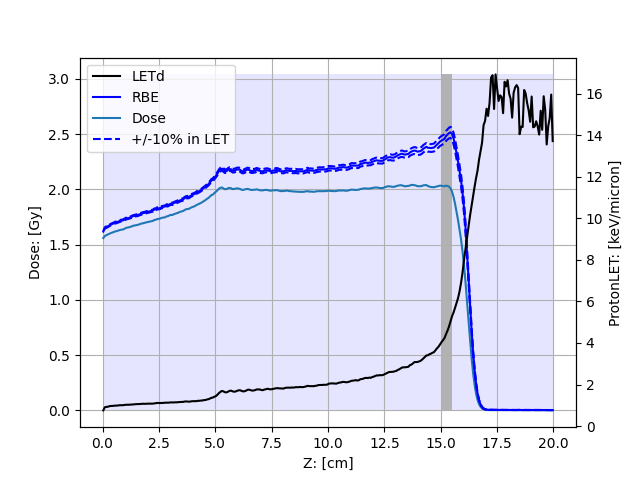 LETd
RBE
Dose
+/-10% in LET
3.0
2.5
2.0
1.5
1.0
0.5
0.0
Dose: [Gy]
16
14
12
10
8
6
4
2
0
ProtonLET: [keV/micron]
0.0 2.5 5.0 7.5 10.0 12.5 15.0 17.5 20.0
Z: [cm]